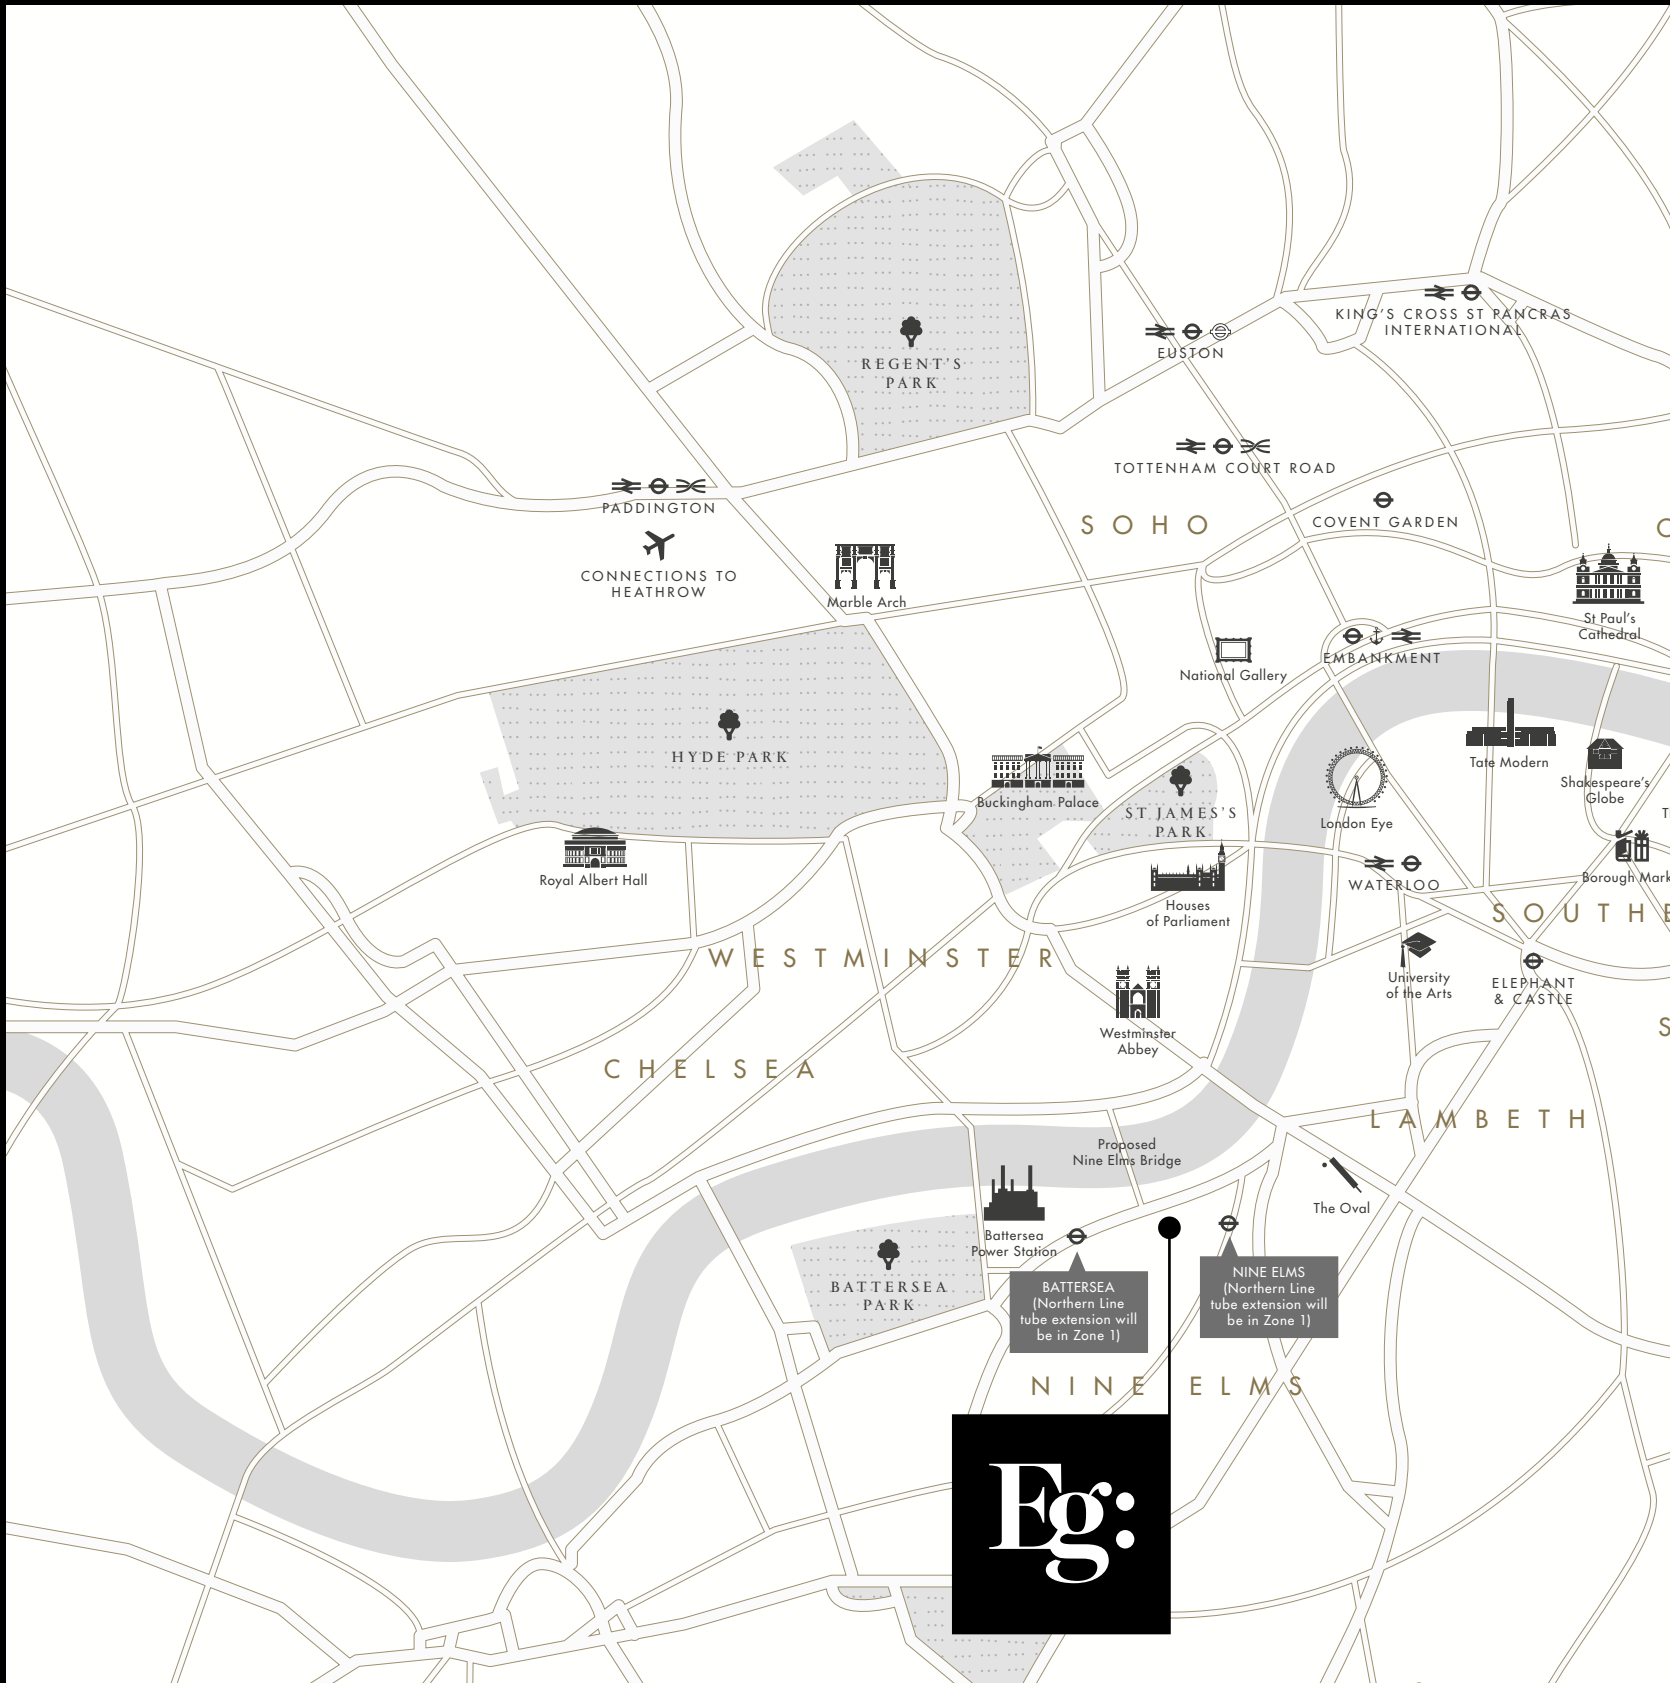 KING'S CROSS ST PANCRAS
INTERNATIONAL
EUSTON
REGENT'S
PARK
TOTTENHAM COURT ROAD
PADDINGTON
SOHO
COVENT GARDEN
CONNECTIONS TO
HEATHROW
Marble Arch
St Paul's
Cathedral
EMBANKMENT
National Gallery
HYDE PARK
Tate Modern
Shakespeare's
Globe
Buckingham Palace
ST JAMES'S
PARK
London Eye
Royal Albert Hall
Borough Mark
WATERLOO
Houses
of Parliament
SOUTHE
WESTMINSTER
University
of the Arts
ELEPHANT
& CASTLE
Westminster
Abbey
CHELSEA
LAMBETH
Proposed
Nine Elms Bridge
The Oval
Battersea
Power Station
BATTERSEA
PARK
BATTERSEA
(Northern Line
tube extension will
be in Zone 1)
NINE ELMS
(Northern Line
tube extension will
be in Zone 1)
NINE ELMS
Eg: